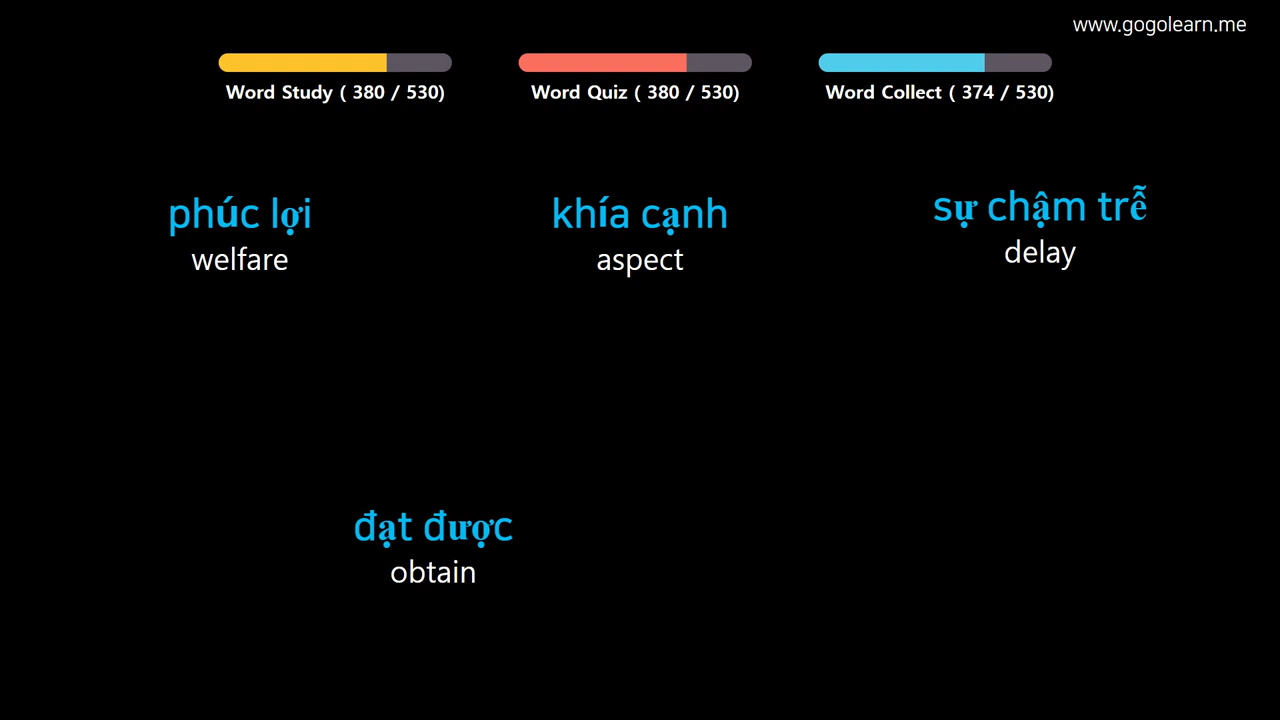 www.gogolearn.me
Word Study ( 380 / 530)
Word Quiz ( 380 / 530)
Word Collect ( 374 / 530)
phúc lợi
welfare
khía cạnh
aspect
sự chậm trễ
delay
đạt được
obtain